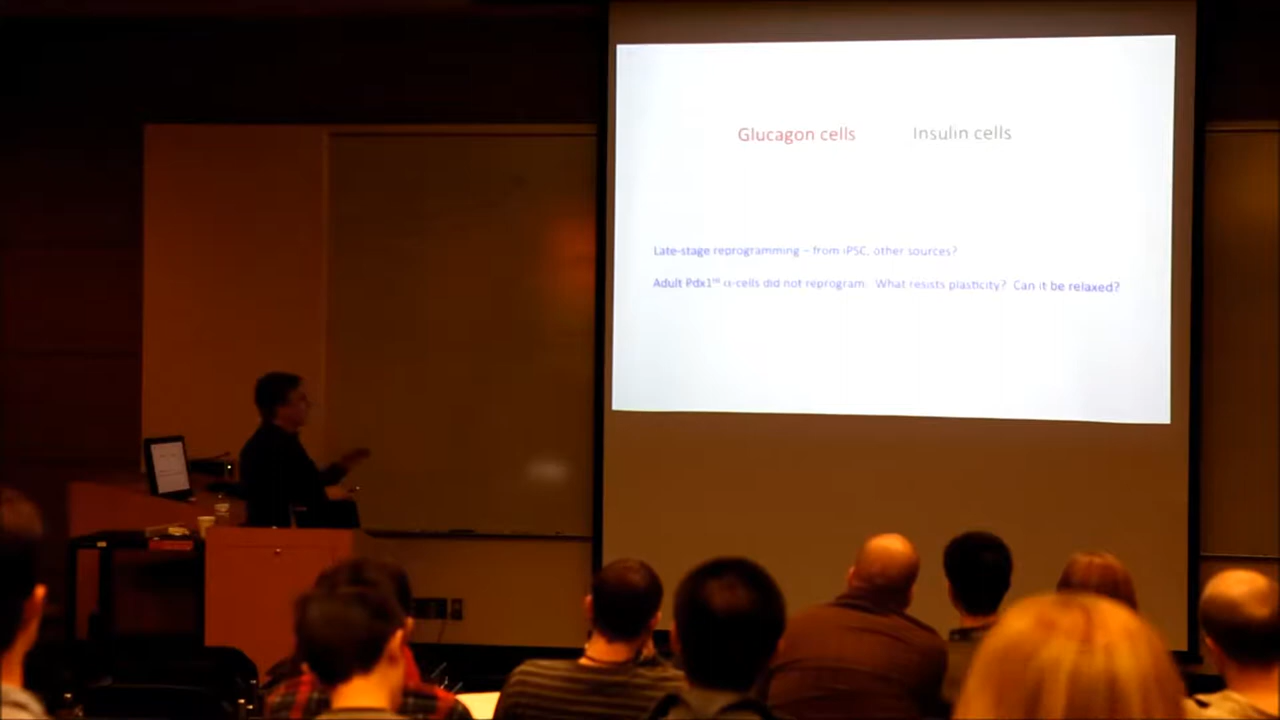 Glucagon cells Insulin cells
Late-stage reprogramming – from iPSC, other sources?
Adult Pdx1 α-cells did not reprogram. What resists plasticity? Can it be relaxed?